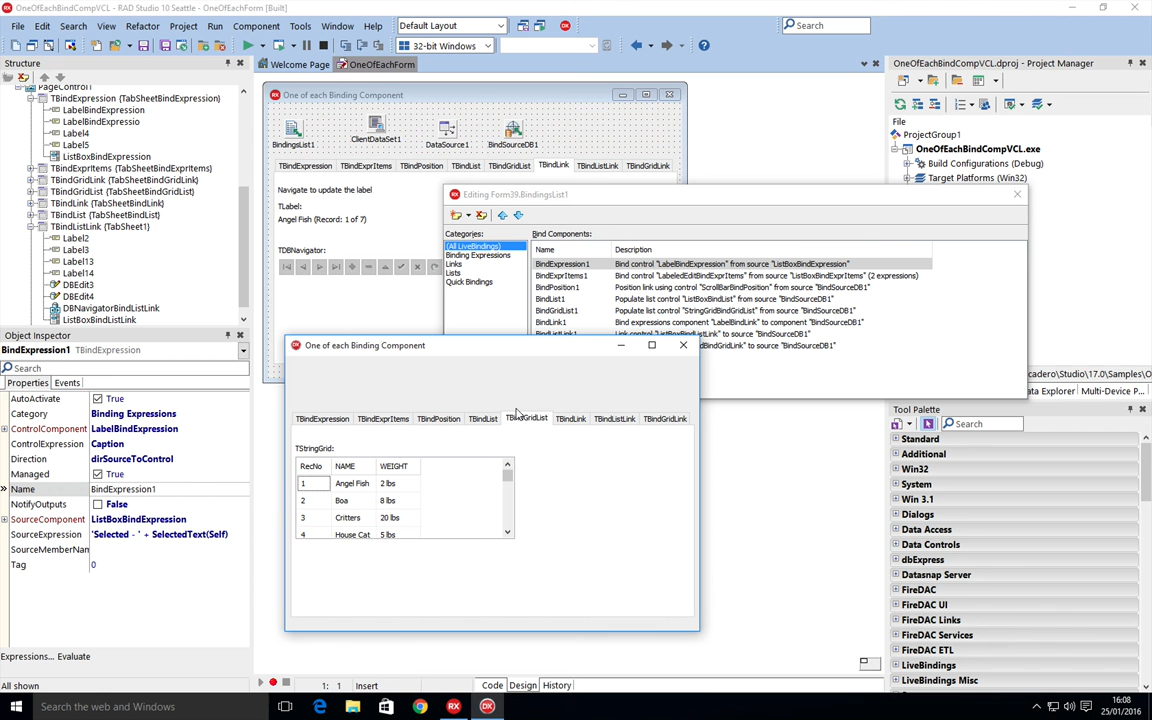 OneOfEachBindCompVCL - RAD Studio 10 Seattle - OneOfEachForm [Built]
File Edit Search View Refactor Project Run Component Tools Window Help Default Layout Search
32-bit Windows
Structure
Welcome Page OneOfEachForm
OneOfEachBindCompVCL.dproj - Project Manager
PageControl1
TBindExpression {TabSheetBindExpression}
LabelBindExpression
LabelBindExpressio
Label4
Label5
ListBoxBindExpression
TBindExprItems {TabSheetBindExprItems}
TBindGridLink {TabSheetBindGridLink}
TBindGridList {TabSheetBindGridList}
TBindLink {TabSheetBindLink}
TBindList {TabSheetBindList}
TBindListLink {TabSheet1}
Label2
Label3
Label13
Label14
DBEdit3
DBEdit4
DBNavigatorBindListLink
ListBoxBindListLink
Object Inspector
BindExpression1 TBindExpression
Search
Properties Events
AutoActivate True
Category Binding Expressions
ControlComponent LabelBindExpression
ControlExpression Caption
Direction dirSourceToControl
Managed True
Name BindExpression1
NotifyOutputs False
SourceComponent ListBoxBindExpression
SourceExpression 'Selected - ' + SelectedText(Self)
SourceMemberNan
Tag 0
Expressions... Evaluate
All shown
One of each Binding Component
BindingsList1 ClientDataSet1 DataSource1 BindSourceDB1
TBindExpression TBindExprItems TBindPosition TBindList TBindGridList TBindLink TBindListLink TBindGridLink
Navigate to update the label
TLabel:
Angel Fish (Record: 1 of 7)
TDBNavigator:
Editing Form39.BindingsList1
Categories: Bind Components:
(All LiveBindings)
Binding Expressions
Links
Lists
Quick Bindings
Name Description
BindExpression1 Bind control "LabelBindExpression" from source "ListBoxBindExpression"
BindExprItems1 Bind control "LabeledEditBindExprItems" from source "ListBoxBindExprItems" (2 expressions)
BindPosition1 Position link using control "ScrollBarBindPosition" from source "BindSourceDB1"
BindList1 Populate list control "ListBoxBindList" from source "BindSourceDB1"
BindGridList1 Populate list control "StringGridBindGridList" from source "BindSourceDB1"
BindLink1 Bind expressions component "LabelBindLink" to component "BindSourceDB1"
BindListLink1 Link control "ListBoxBindListLink" to source "BindSourceDB1"
BindGridLink" to source "BindSourceDB1"
One of each Binding Component
TBindExpression TBindExprItems TBindPosition TBindList TBindGridList TBindLink TBindListLink TBindGridLink
TStringGrid:
RecNo NAME WEIGHT
1 Angel Fish 2 lbs
2 Boa 8 lbs
3 Critters 20 lbs
4 House Cat 5 lbs
1: 1 Insert Code Design History
File
ProjectGroup1
OneOfEachBindCompVCL.exe
Build Configurations (Debug)
Target Platforms (Win32)
cadero\Studio\17.0\Samples\O
ata Explorer Multi-Device P...
Tool Palette
Search
Standard
Additional
Win32
System
Win 3.1
Dialogs
Data Access
Data Controls
dbExpress
Datasnap Server
FireDAC
FireDAC UI
FireDAC Links
FireDAC Services
FireDAC ETL
LiveBindings
LiveBindings Misc
Search the web and Windows
16:08
25/01/2016